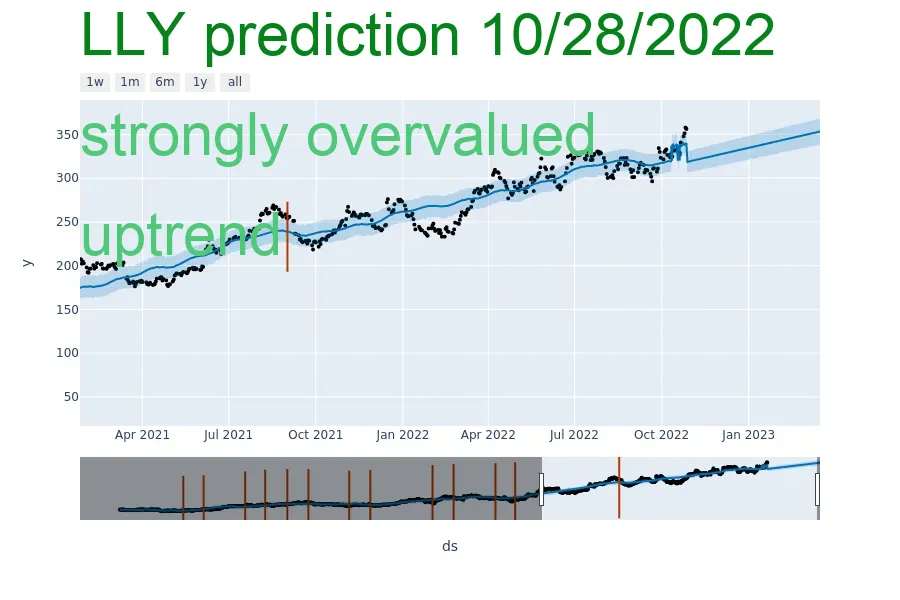 LLY prediction 10/28/2022
1w 1m 6m 1y all
strongly overvalued
uptrend
350
300
250
200
150
100
50
y
Apr 2021 Jul 2021 Oct 2021 Jan 2022 Apr 2022 Jul 2022 Oct 2022 Jan 2023
ds